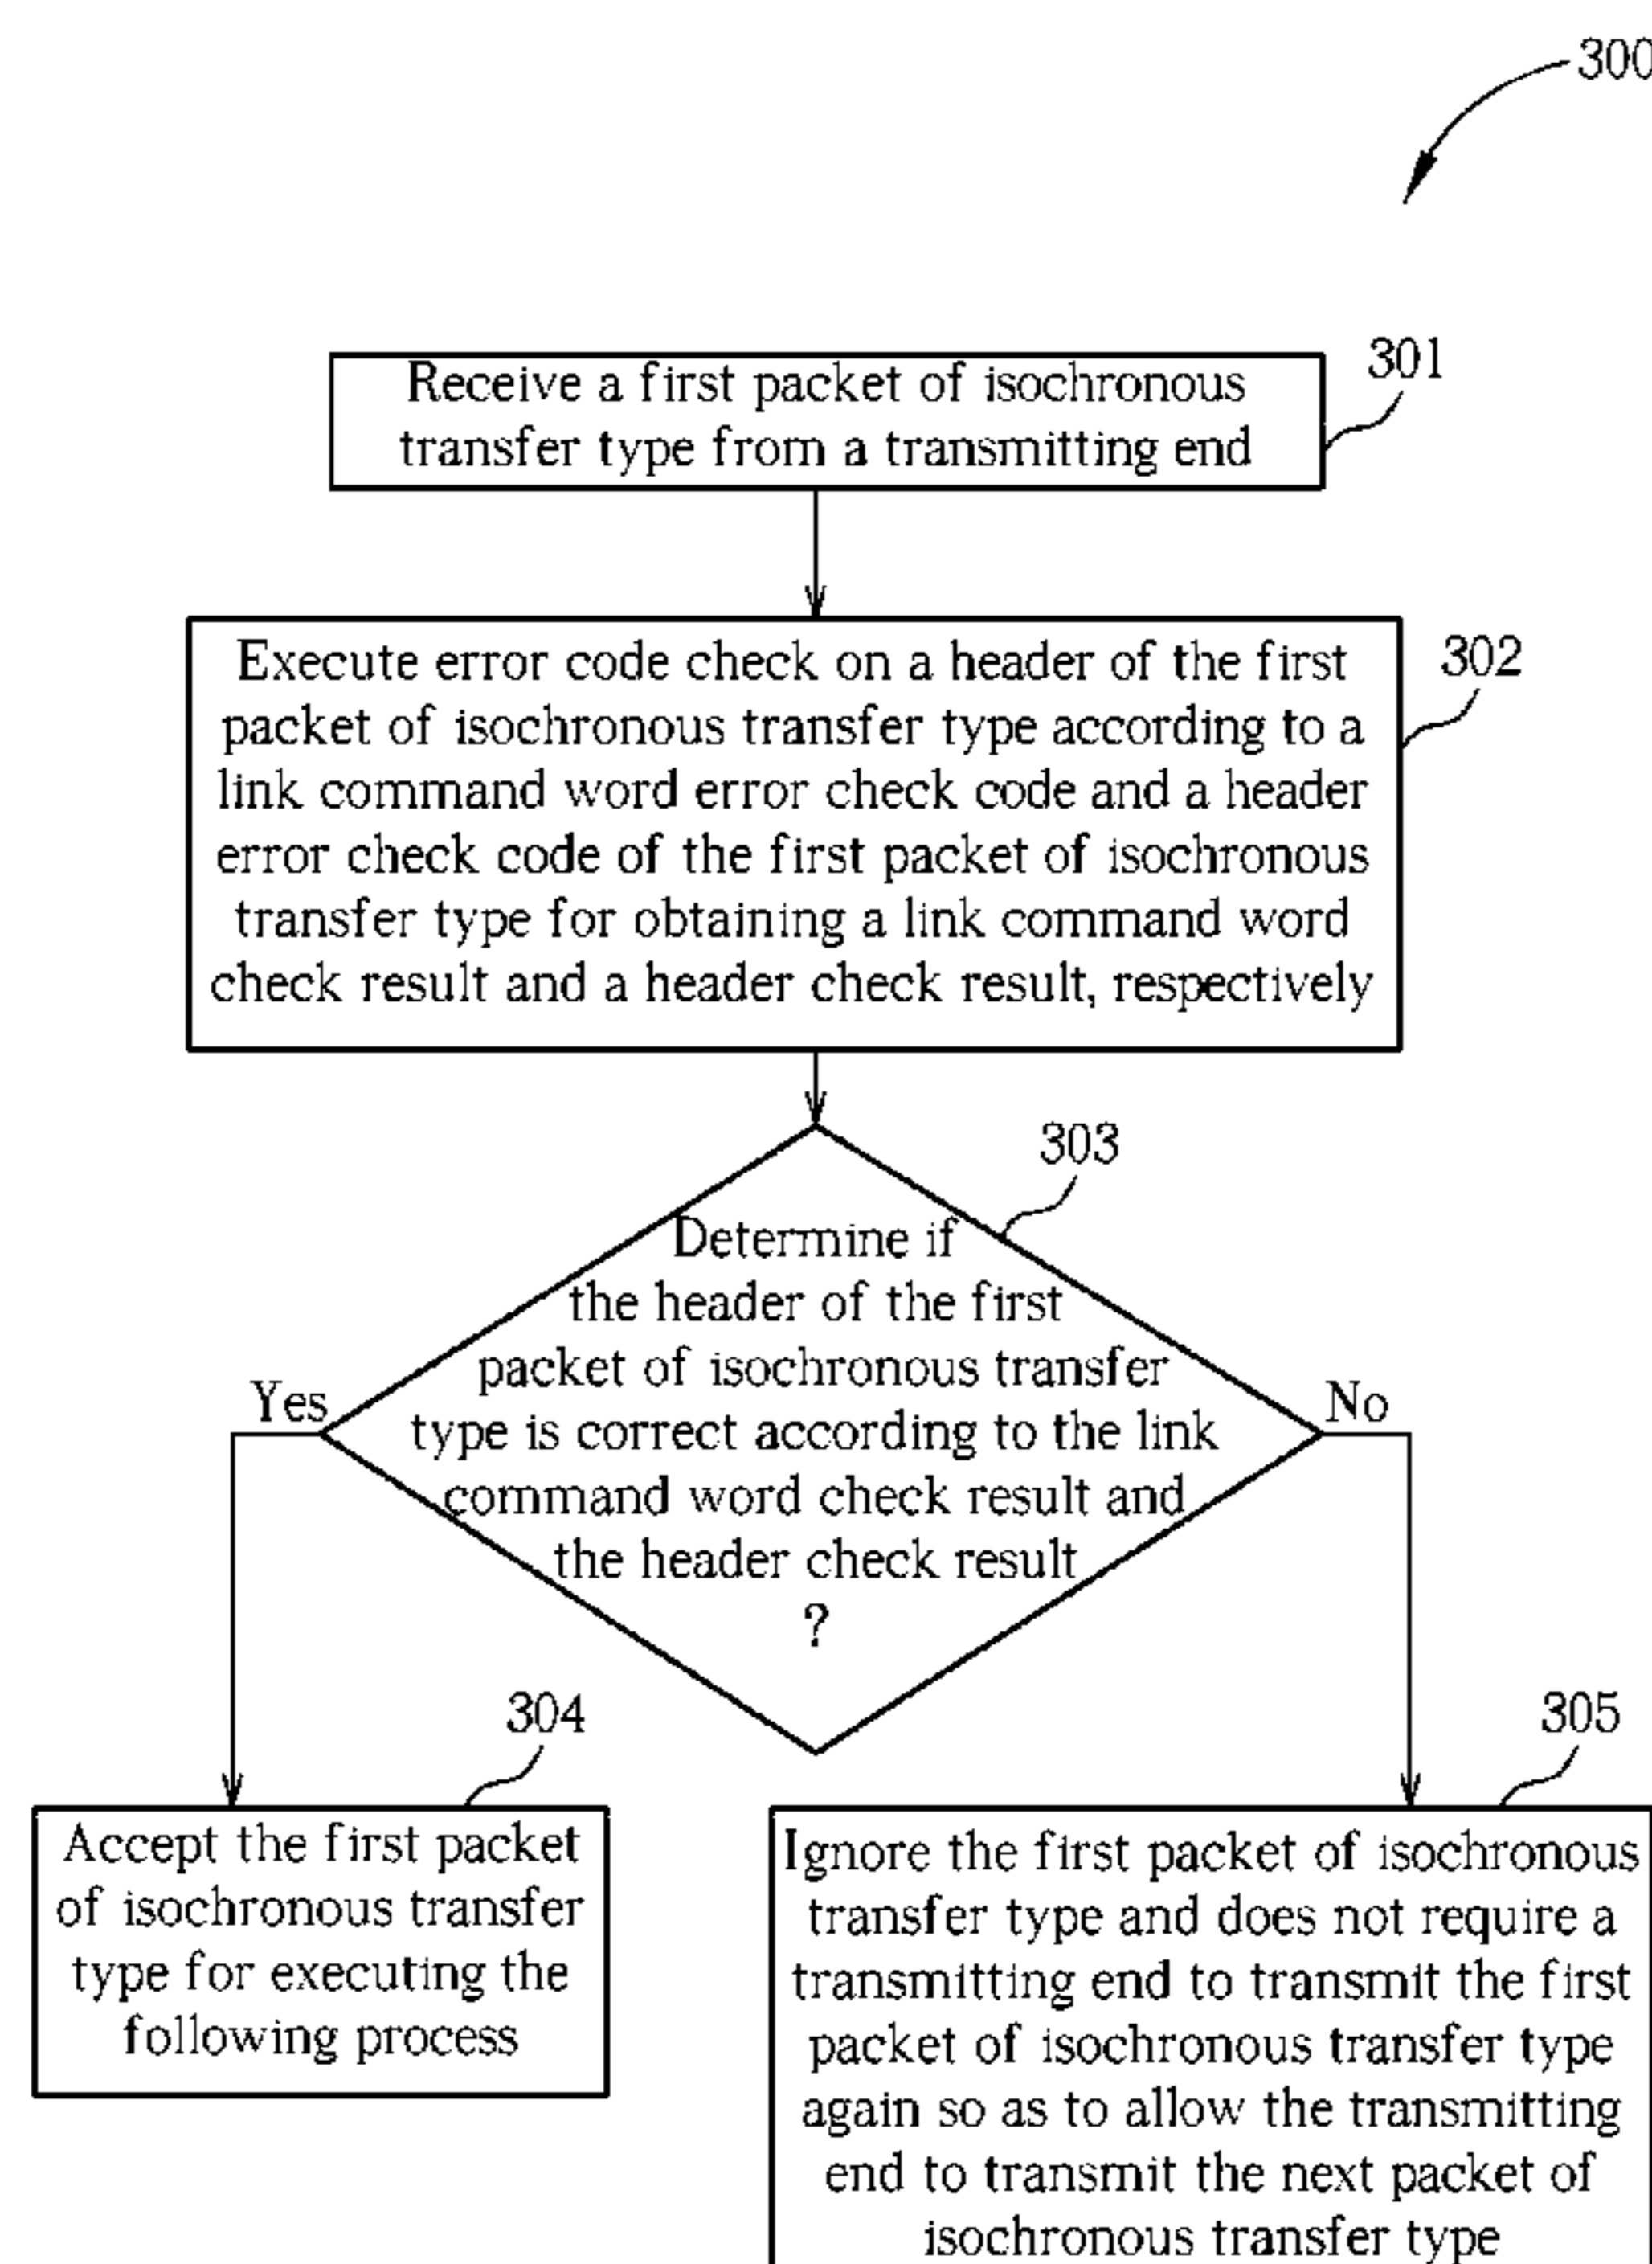 300
Receive a first packet of isochronous
transfer type from a transmitting end
301
Execute error code check on a header of the first
packet of isochronous transfer type according to a
link command word error check code and a header
error check code of the first packet of isochronous
transfer type for obtaining a link command word
check result and a header check result, respectively
302
303
Determine if
the header of the first
packet of isochronous transfer
type is correct according to the link
command word check result and
the header check result
?
Yes
No
304
Accept the first packet
of isochronous transfer
type for executing the
following process
305
Ignore the first packet of isochronous
transfer type and does not require a
transmitting end to transmit the first
packet of isochronous transfer type
again so as to allow the transmitting
end to transmit the next packet of
isochronous transfer type